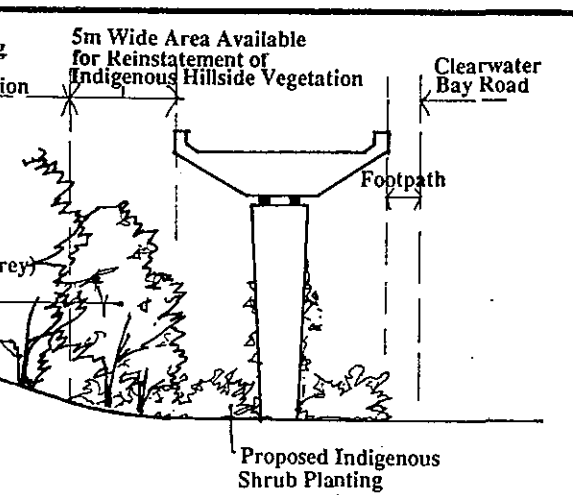 5m Wide Area Available
for Reinstatement of
Indigenous Hillside Vegetation
Clearwater
Bay Road
Footpath
Proposed Indigenous
Shrub Planting